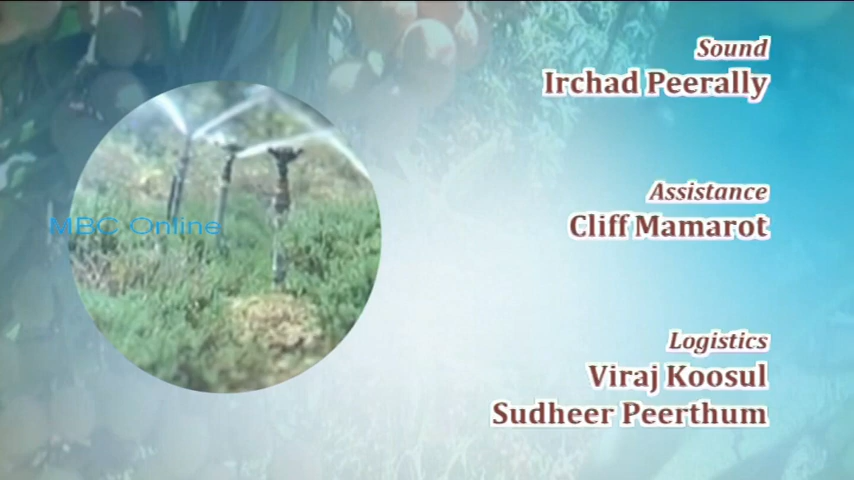 Sound
Irchad Peerally
Assistance
Cliff Mamarot
MBC Online
Logistics
Viraj Koosul
Sudheer Peerthum